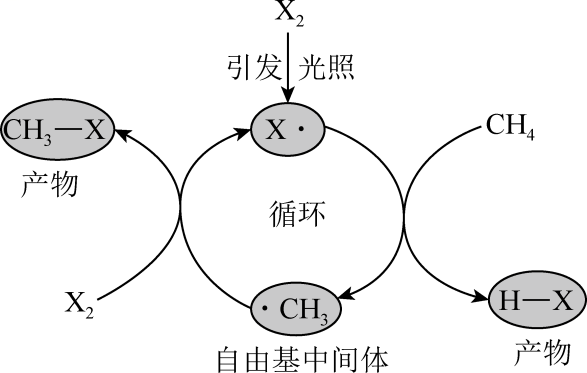 X₂
引发 光照
CH₃—X
X·
CH₄
产物
循环
X₂
·CH₃
H—X
自由基中间体
产物